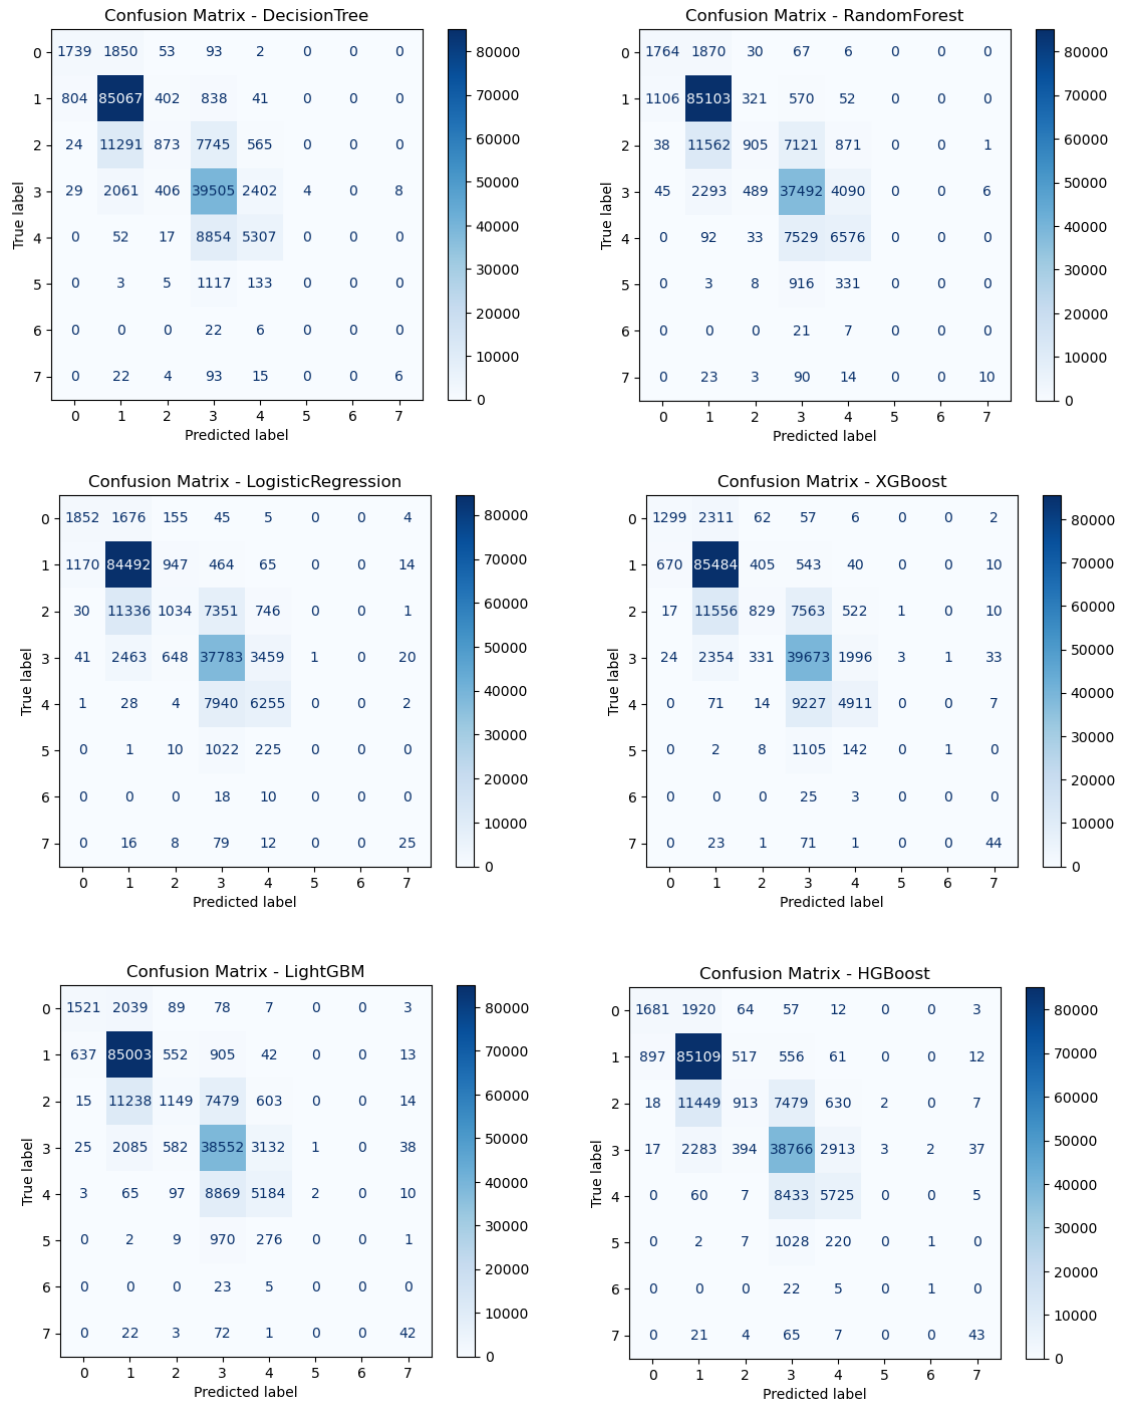 Confusion Matrix - DecisionTree
0 1739 1850 53 93 2 0 0 0
1 804 85067 402 838 41 0 0 0
2 24 11291 873 7745 565 0 0 0
3 29 2061 406 39505 2402 4 0 8
4 0 52 17 8854 5307 0 0 0
5 0 3 5 1117 133 0 0 0
6 0 0 0 22 6 0 0 0
7 0 22 4 93 15 0 0 6
0 1 2 3 4 5 6 7
Predicted label
True label
80000
70000
60000
50000
40000
30000
20000
10000
0
Confusion Matrix - RandomForest
0 1764 1870 30 67 6 0 0 0
1 1106 85103 321 570 52 0 0 0
2 38 11562 905 7121 871 0 0 1
3 45 2293 489 37492 4090 0 0 6
4 0 92 33 7529 6576 0 0 0
5 0 3 8 916 331 0 0 0
6 0 0 0 21 7 0 0 0
7 0 23 3 90 14 0 0 10
0 1 2 3 4 5 6 7
Predicted label
True label
80000
70000
60000
50000
40000
30000
20000
10000
0
Confusion Matrix - LogisticRegression
0 1852 1676 155 45 5 0 0 4
1 1170 84492 947 464 65 0 0 14
2 30 11336 1034 7351 746 0 0 1
3 41 2463 648 37783 3459 1 0 20
4 1 28 4 7940 6255 0 0 2
5 0 1 10 1022 225 0 0 0
6 0 0 0 18 10 0 0 0
7 0 16 8 79 12 0 0 25
0 1 2 3 4 5 6 7
Predicted label
True label
80000
70000
60000
50000
40000
30000
20000
10000
0
Confusion Matrix - XGBoost
0 1299 2311 62 57 6 0 0 2
1 670 85484 405 543 40 0 0 10
2 17 11556 829 7563 522 1 0 10
3 24 2354 331 39673 1996 3 1 33
4 0 71 14 9227 4911 0 0 7
5 0 2 8 1105 142 0 1 0
6 0 0 0 25 3 0 0 0
7 0 23 1 71 1 0 0 44
0 1 2 3 4 5 6 7
Predicted label
True label
80000
70000
60000
50000
40000
30000
20000
10000
0
Confusion Matrix - LightGBM
0 1521 2039 89 78 7 0 0 3
1 637 85003 552 905 42 0 0 13
2 15 11238 1149 7479 603 0 0 14
3 25 2085 582 38552 3132 1 0 38
4 3 65 97 8869 5184 2 0 10
5 0 2 9 970 276 0 0 1
6 0 0 0 23 5 0 0 0
7 0 22 3 72 1 0 0 42
0 1 2 3 4 5 6 7
Predicted label
True label
80000
70000
60000
50000
40000
30000
20000
10000
0
Confusion Matrix - HGBoost
0 1681 1920 64 57 12 0 0 3
1 897 85109 517 556 61 0 0 12
2 18 11449 913 7479 630 2 0 7
3 17 2283 394 38766 2913 3 2 37
4 0 60 7 8433 5725 0 0 5
5 0 2 7 1028 220 0 1 0
6 0 0 0 22 5 0 1 0
7 0 21 4 65 7 0 0 43
0 1 2 3 4 5 6 7
Predicted label
True label
80000
70000
60000
50000
40000
30000
20000
10000
0